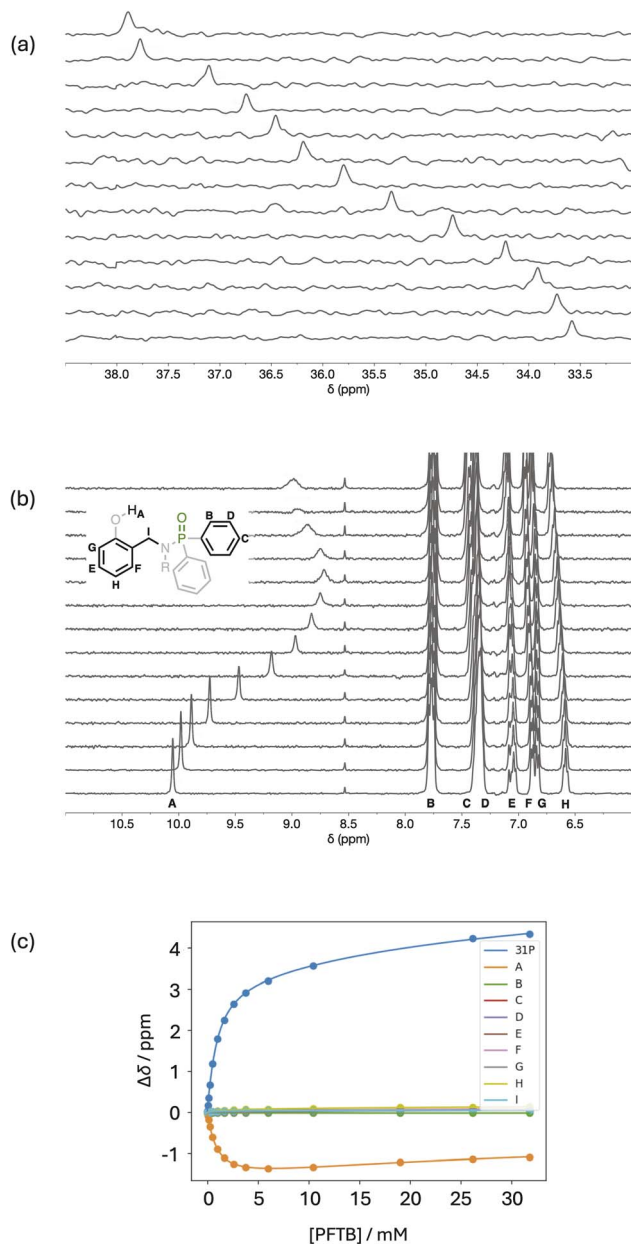 (a)
38.0 37.5 37.0 36.5 36.0 35.5 35.0 34.5 34.0 33.5
δ (ppm)
(b)
H A
O
I
N
R
O
P
B
D
C
G
E
F
H
A B C D E F G H
10.5 10.0 9.5 9.0 8.5 8.0 7.5 7.0 6.5
δ (ppm)
(c)
Δδ / ppm
4
3
2
1
0
-1
31P
A
B
C
D
E
F
G
H
I
0 5 10 15 20 25 30
[PFTB] / mM